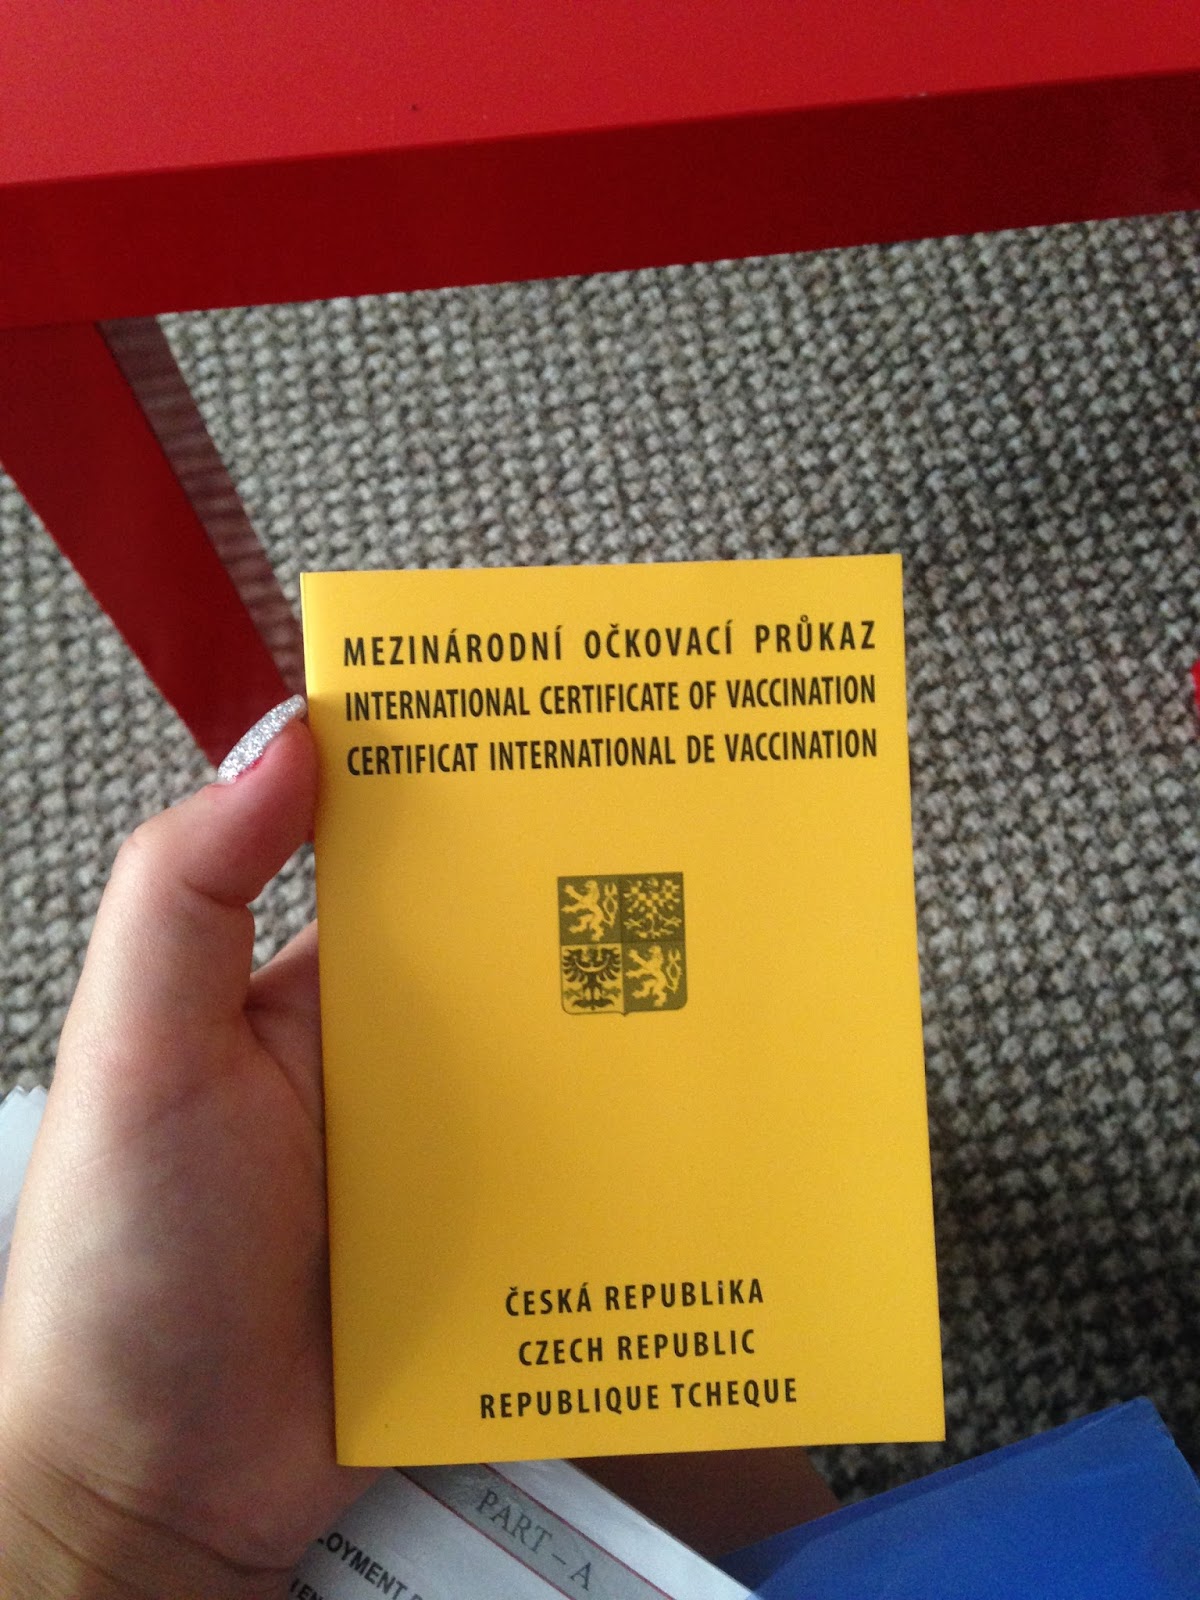 MEZINÁRODNÍ OČKOVACÍ PRŮKAZ
INTERNATIONAL CERTIFICATE OF VACCINATION
CERTIFICAT INTERNATIONAL DE VACCINATION
ČESKÁ REPUBLiKA
CZECH REPUBLIC
REPUBLIQUE TCHEQUE
PART – A